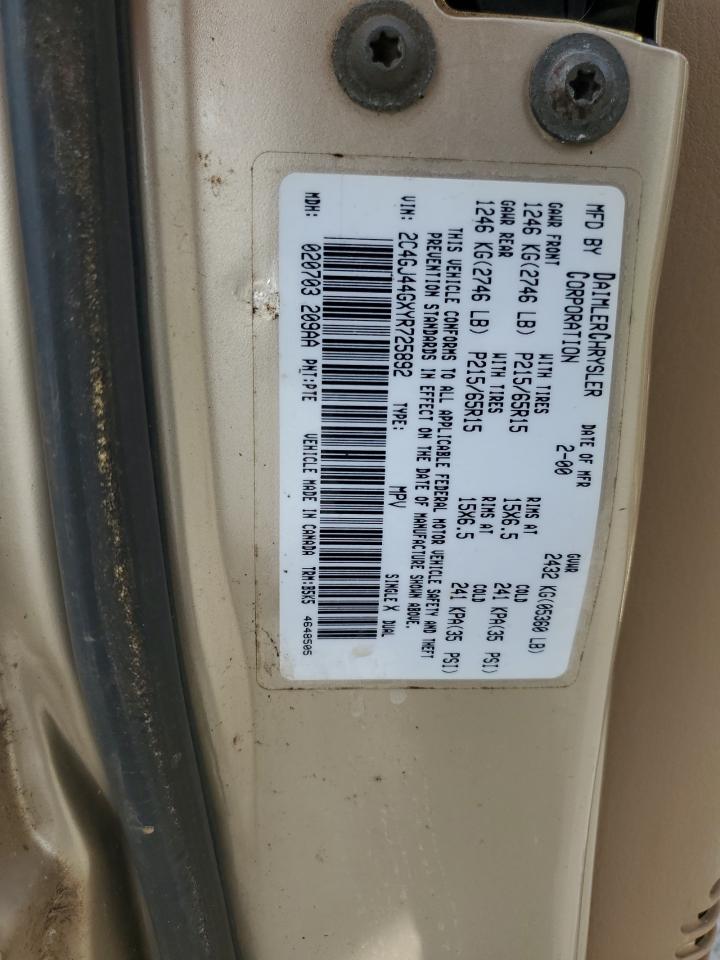 MFD BY DAIMLERCHRYSLER CORPORATION
DATE OF MFR 2-00
GVWR 2432 KG(05360 LB)
GAWR FRONT WITH TIRES RIMS AT COLD
1246 KG(2746 LB) P215/65R15 15X6.5 241 KPA(35 PSI)
GAWR REAR WITH TIRES RIMS AT COLD
1246 KG(2746 LB) P215/65R15 15X6.5 241 KPA(35 PSI)
THIS VEHICLE CONFORMS TO ALL APPLICABLE FEDERAL MOTOR VEHICLE SAFETY AND THEFT
PREVENTION STANDARDS IN EFFECT ON THE DATE OF MANUFACTURE SHOWN ABOVE.
VIN: 2C4GJ44GXYR725892 TYPE: MPV SINGLE X DUAL
MDH: 020703 209AA PNT:PTE VEHICLE MADE IN CANADA TRM:B5K5 4648505